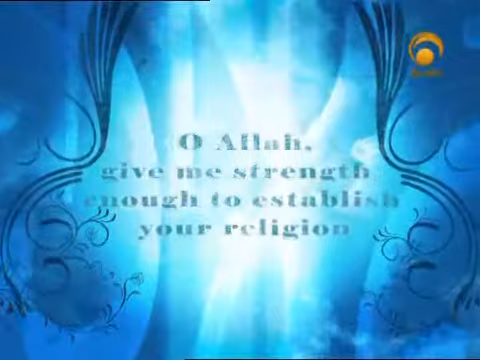 O Allah,
give me strength
enough to establish
your religion